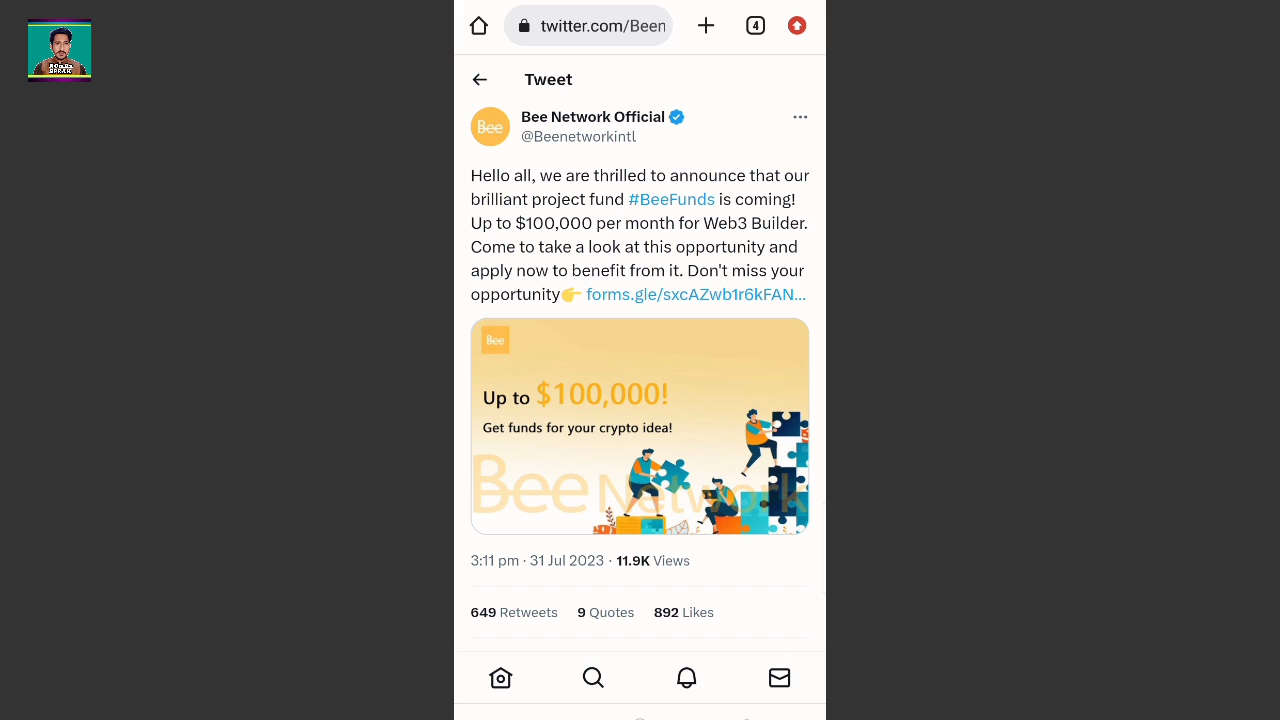 twitter.com/Been
4
Tweet
Bee
Bee Network Official
@Beenetworkintl
Hello all, we are thrilled to announce that our
brilliant project fund #BeeFunds is coming!
Up to $100,000 per month for Web3 Builder.
Come to take a look at this opportunity and
apply now to benefit from it. Don't miss your
opportunity👉 forms.gle/sxcAZwb1r6kFAN...
Bee
Up to $100,000!
Get funds for your crypto idea!
Bee Network
3:11 pm · 31 Jul 2023 · 11.9K Views
649 Retweets 9 Quotes 892 Likes